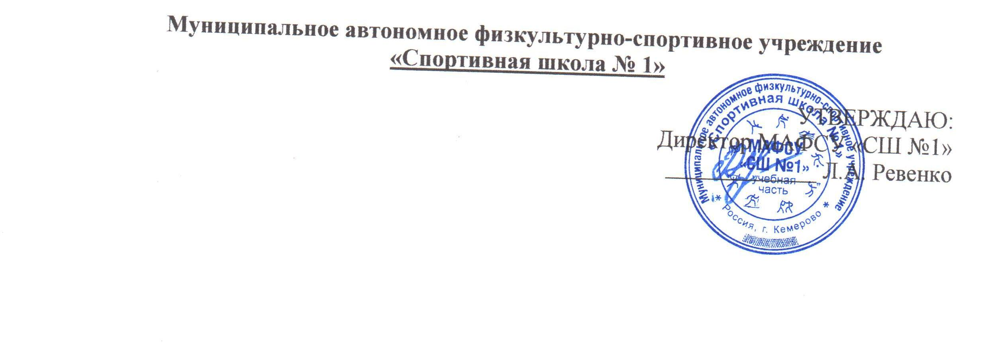 Муниципальное автономное физкультурно-спортивное учреждение
«Спортивная школа № 1»
УТВЕРЖДАЮ:
Директор МАФСУ «СШ №1»
Л.А. Ревенко
Муниципальное автономное физкультурно-спортивное учреждение
«Спортивная школа №1»
МАФСУ
«СШ №1»
учебная
часть
* Россия, г. Кемерово *